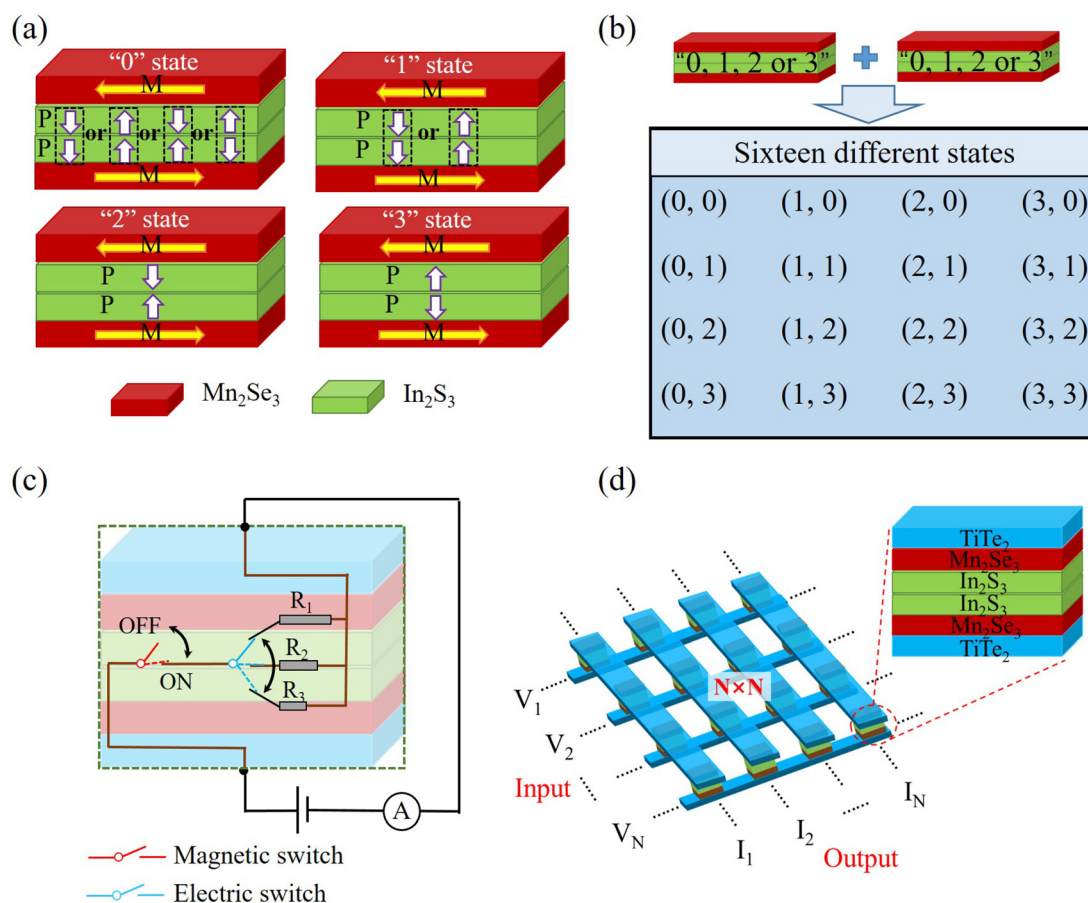 (a)
“0” state
M
P or or or
P
M
“1” state
M
P or
P
M
“2” state
M
P
P
M
“3” state
M
P
P
M
Mn₂Se₃
In₂S₃
(b)
“0, 1, 2 or 3” “0, 1, 2 or 3”
Sixteen different states
(0, 0) (1, 0) (2, 0) (3, 0)
(0, 1) (1, 1) (2, 1) (3, 1)
(0, 2) (1, 2) (2, 2) (3, 2)
(0, 3) (1, 3) (2, 3) (3, 3)
(c)
R₁
OFF
R₂
ON
R₃
A
Magnetic switch
Electric switch
(d)
TiTe₂
Mn₂Se₃
In₂S₃
In₂S₃
Mn₂Se₃
TiTe₂
N×N
V₁
V₂
Input
V_N
I₁
I₂
I_N
Output